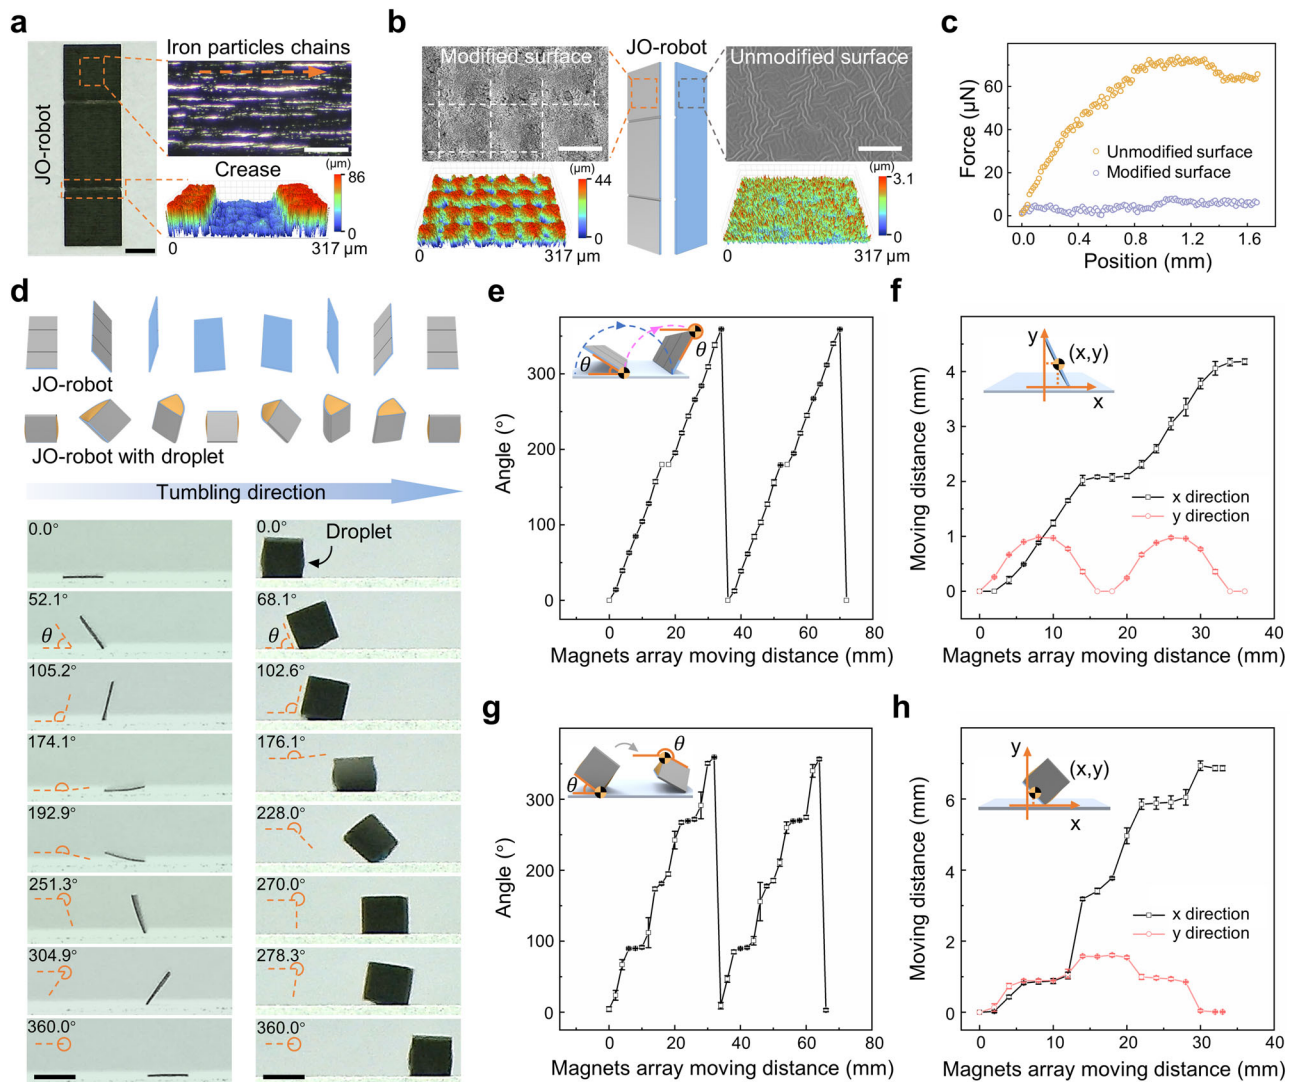 a
JO-robot
Iron particles chains
Crease
(μm)
86
0
0
317 μm
b
Modified surface
JO-robot
Unmodified surface
(μm)
44
0
0
317 μm
(μm)
3.1
0
0
317 μm
c
Force (μN)
60
40
20
0
Unmodified surface
Modified surface
0.0
0.4
0.8
1.2
1.6
Position (mm)
d
JO-robot
JO-robot with droplet
Tumbling direction
0.0°
52.1°
θ
105.2°
174.1°
192.9°
251.3°
304.9°
360.0°
0.0°
Droplet
68.1°
θ
102.6°
176.1°
228.0°
270.0°
278.3°
360.0°
e
Angle (°)
300
200
100
0
θ
θ
0
20
40
60
80
Magnets array moving distance (mm)
f
Moving distance (mm)
4
3
2
1
0
y
(x,y)
x
x direction
y direction
0
10
20
30
40
Magnets array moving distance (mm)
g
Angle (°)
300
200
100
0
θ
θ
0
20
40
60
80
Magnets array moving distance (mm)
h
Moving distance (mm)
6
4
2
0
y
(x,y)
x
x direction
y direction
0
10
20
30
40
Magnets array moving distance (mm)